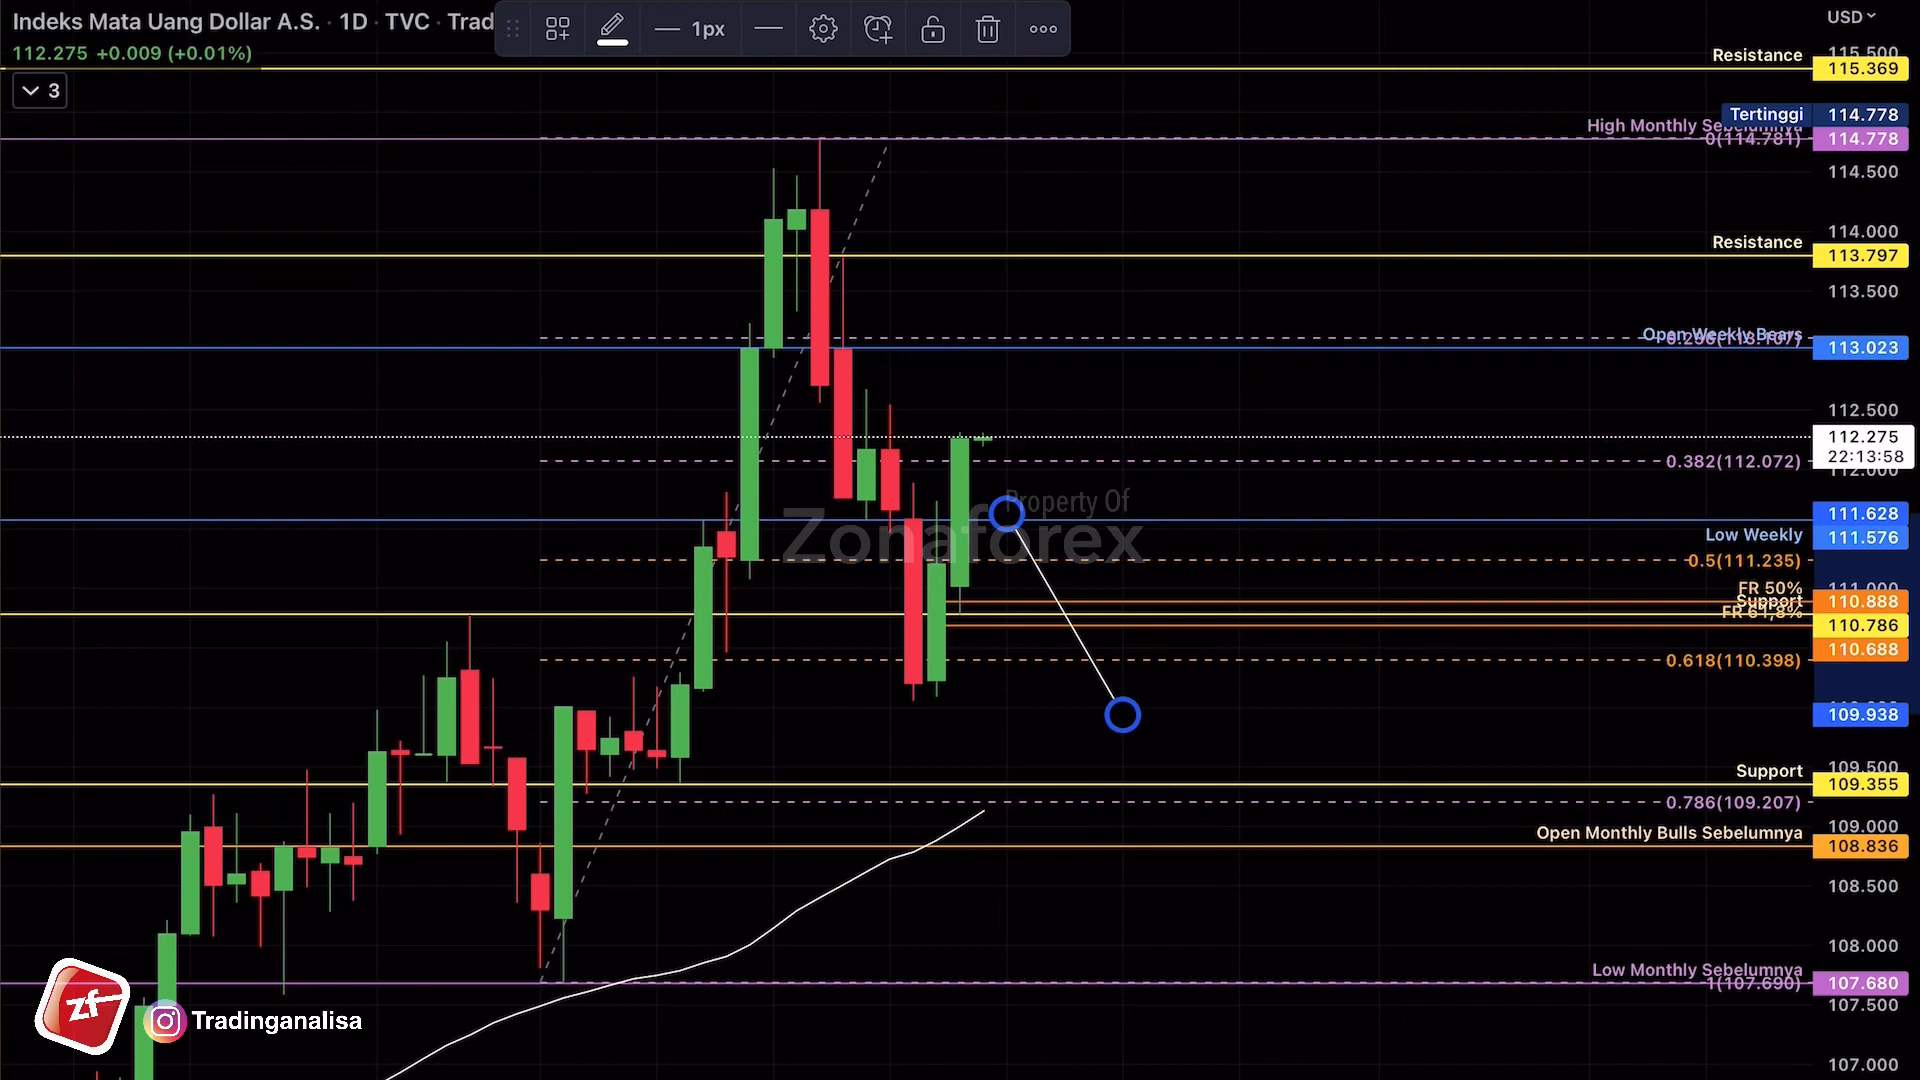 Indeks Mata Uang Dollar A.S. · 1D · TVC · Trad
1px
USD
112.275 +0.009 (+0.01%)
3
115.500
Resistance 115.369
Tertinggi 114.778
High Monthly Sebelumnya
0(114.781) 114.778
114.500
114.000
Resistance
113.797
113.500
Open Weekly Bears
113.023
112.500
112.275
22:13:58
0.382(112.072)
112.000
Property Of
Zonaforex
111.628
Low Weekly 111.576
0.5(111.235)
111.000
FR 50%
110.888
Support
FR 61,8%
110.786
110.688
0.618(110.398)
109.938
109.500
Support
109.355
0.786(109.207)
109.000
Open Monthly Bulls Sebelumnya
108.836
108.500
108.000
Low Monthly Sebelumnya
1(107.690) 107.680
107.500
zf
Tradinganalisa
107.000